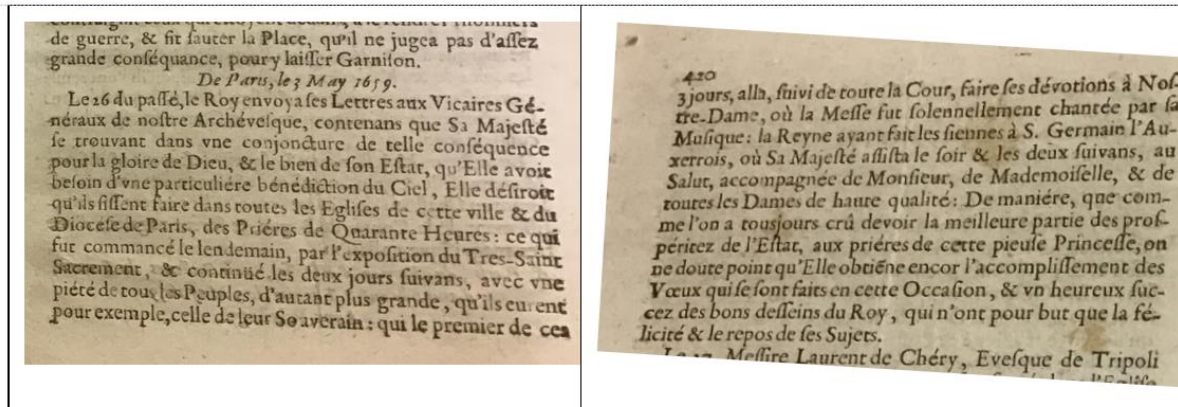 de guerre, & fit ſauter la Place, qu'il ne jugea pas d'aſſez
grande conſéquance, pour y laiſſer Garniſon.
De Paris, le 3 May 1659.
Le 26 du paſſé, le Roy envoya ſes Lettres aux Vicaires Gé-
néraux de noſtre Archéveſque, contenans que Sa Majeſté
ſe trouvant dans vne conjoncture de telle conſéquence
pour la gloire de Dieu, & le bien de ſon Eſtat, qu'Elle avoit
beſoin d'vne particuliére bénédiction du Ciel, Elle déſiroit
qu'ils fiſſent faire dans toutes les Egliſes de cette ville & du
Diocéſe de Paris, des Priéres de Quarante Heures : ce qui
fut commancé le lendemain, par l'expoſition du Tres-Saint
Sacrement, & continüé les deux jours ſuivans, avec vne
piété de tous les Peuples, d'autant plus grande, qu'ils eurent
pour exemple, celle de leur Souverain : qui le premier de ces
420
3 jours, alla, ſuivi de toute la Cour, faire ſes dévotions à Noſ-
tre-Dame, où la Meſſe fut ſolennellement chantée par ſa
Muſique : la Reyne ayant fait les ſiennes à S. Germain l'Au-
xerrois, où Sa Majeſté aſſiſta le ſoir & les deux ſuivans, au
Salut, accompagnée de Monſieur, de Mademoiſelle, & de
toutes les Dames de haute qualité : De maniére, que com-
me l'on a tousjours crû devoir la meilleure partie des proſ-
péritez de l'Eſtat, aux priéres de cette pieuſe Princeſſe, on
ne doute point qu'Elle obtiéne encor l'accompliſſement des
Vœux qui ſe ſont faits en cette Occaſion, & vn heureux ſuc-
cez des bons deſſeins du Roy, qui n'ont pour but que la fé-
licité & le repos de ſes Sujets.
Meſſire Laurent de Chéry, Eveſque de Tripoli